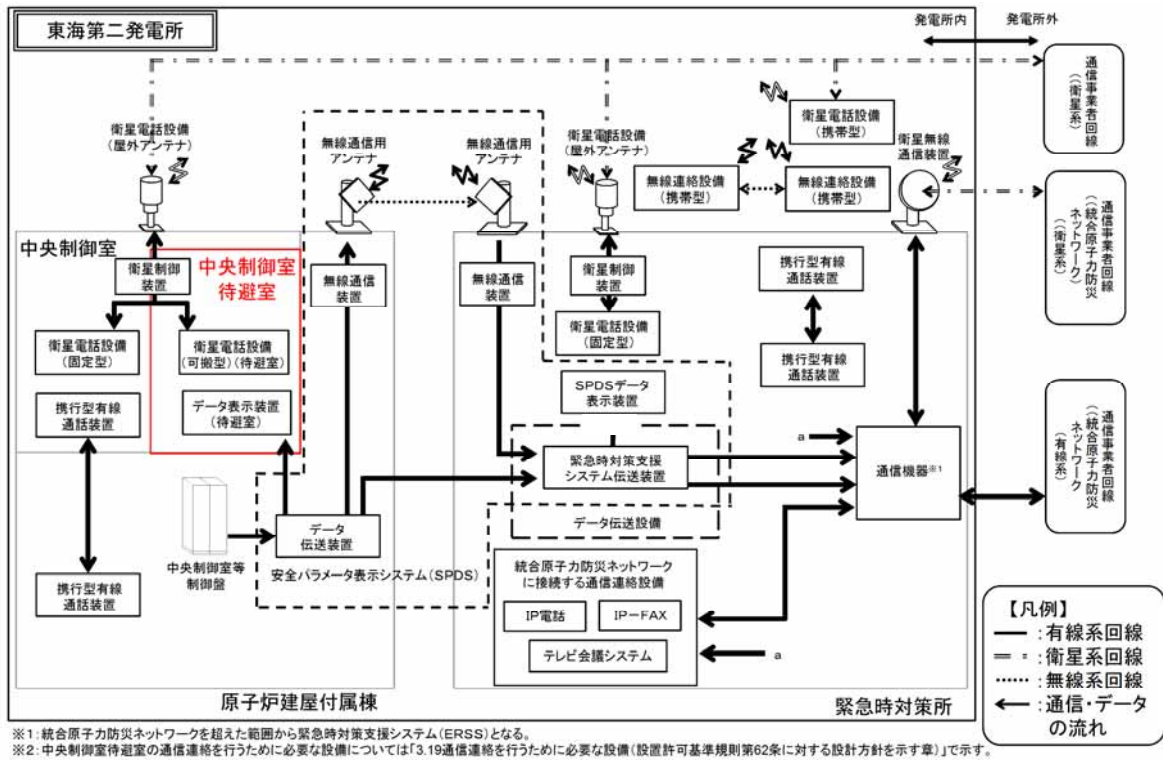 東海第二発電所
発電所内
発電所外
衛星電話設備
(屋外アンテナ)
無線通信用
アンテナ
無線通信用
アンテナ
衛星電話設備
(屋外アンテナ)
衛星電話設備
(携帯型)
無線連絡設備
(携帯型)
無線連絡設備
(携帯型)
衛星無線
通信装置
通信事業者回線
(衛星系)
通信事業者回線
(統合原子力防災
ネットワーク)
(衛星系)
通信事業者回線
(統合原子力防災
ネットワーク
(有線系)
中央制御室
中央制御室
待避室
衛星制御
装置
衛星電話設備
(固定型)
衛星電話設備
(可搬型)(待避室)
携行型有線
通話装置
データ表示装置
(待避室)
無線通信
装置
無線通信
装置
衛星制御
装置
衛星電話設備
(固定型)
携行型有線
通話装置
携行型有線
通話装置
SPDSデータ
表示装置
緊急時対策支援
システム伝送装置
データ伝送設備
a
通信機器※1
中央制御室等
制御盤
データ
伝送装置
安全パラメータ表示システム(SPDS)
携行型有線
通話装置
統合原子力防災ネットワーク
に接続する通信連絡設備
IP電話
IP-FAX
テレビ会議システム
a
原子炉建屋付属棟
緊急時対策所
【凡例】
:有線系回線
:衛星系回線
:無線系回線
:通信・データ
の流れ
※1:統合原子力防災ネットワークを超えた範囲から緊急時対策支援システム(ERSS)となる。
※2:中央制御室待避室の通信連絡を行うために必要な設備については「3.19通信連絡を行うために必要な設備(設置許可基準規則第62条に対する設計方針を示す章)」で示す。